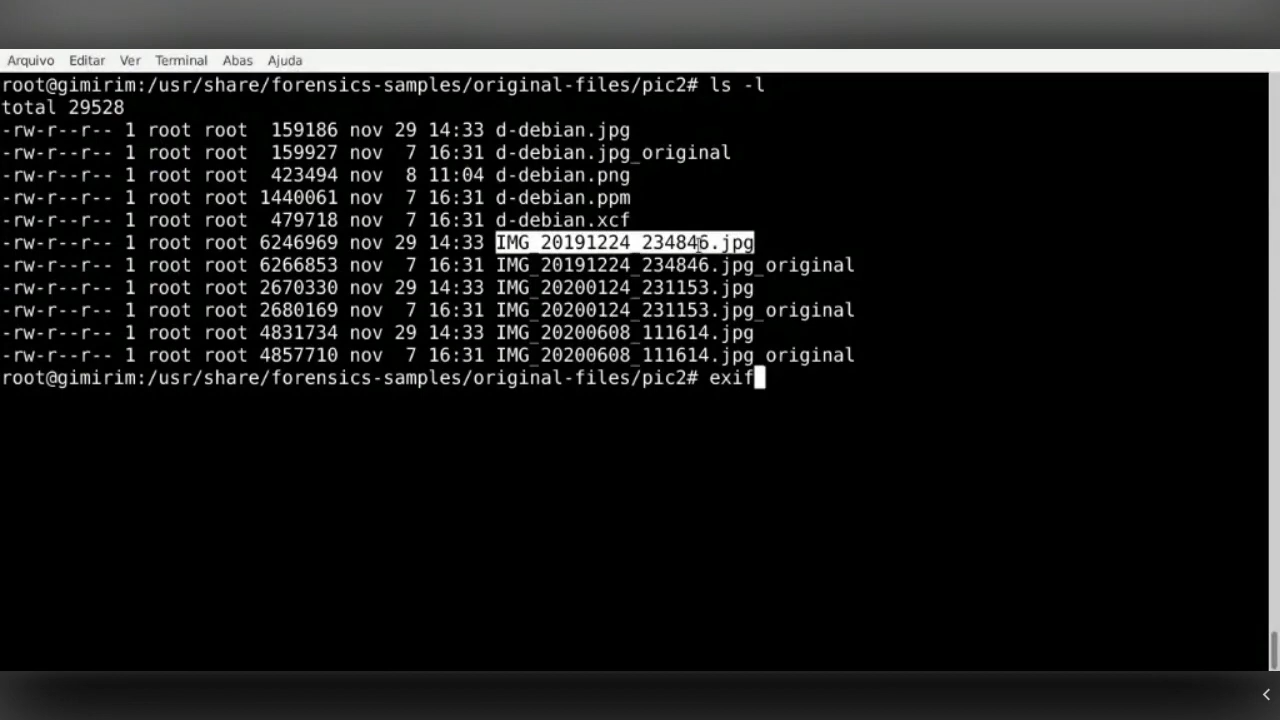 Arquivo Editar Ver Terminal Abas Ajuda
root@gimirim:/usr/share/forensics-samples/original-files/pic2# ls -l
total 29528
-rw-r--r-- 1 root root  159186 nov 29 14:33 d-debian.jpg
-rw-r--r-- 1 root root  159927 nov  7 16:31 d-debian.jpg_original
-rw-r--r-- 1 root root  423494 nov  8 11:04 d-debian.png
-rw-r--r-- 1 root root 1440061 nov  7 16:31 d-debian.ppm
-rw-r--r-- 1 root root  479718 nov  7 16:31 d-debian.xcf
-rw-r--r-- 1 root root 6246969 nov 29 14:33 IMG_20191224_234846.jpg
-rw-r--r-- 1 root root 6266853 nov  7 16:31 IMG_20191224_234846.jpg_original
-rw-r--r-- 1 root root 2670330 nov 29 14:33 IMG_20200124_231153.jpg
-rw-r--r-- 1 root root 2680169 nov  7 16:31 IMG_20200124_231153.jpg_original
-rw-r--r-- 1 root root 4831734 nov 29 14:33 IMG_20200608_111614.jpg
-rw-r--r-- 1 root root 4857710 nov  7 16:31 IMG_20200608_111614.jpg_original
root@gimirim:/usr/share/forensics-samples/original-files/pic2# exif